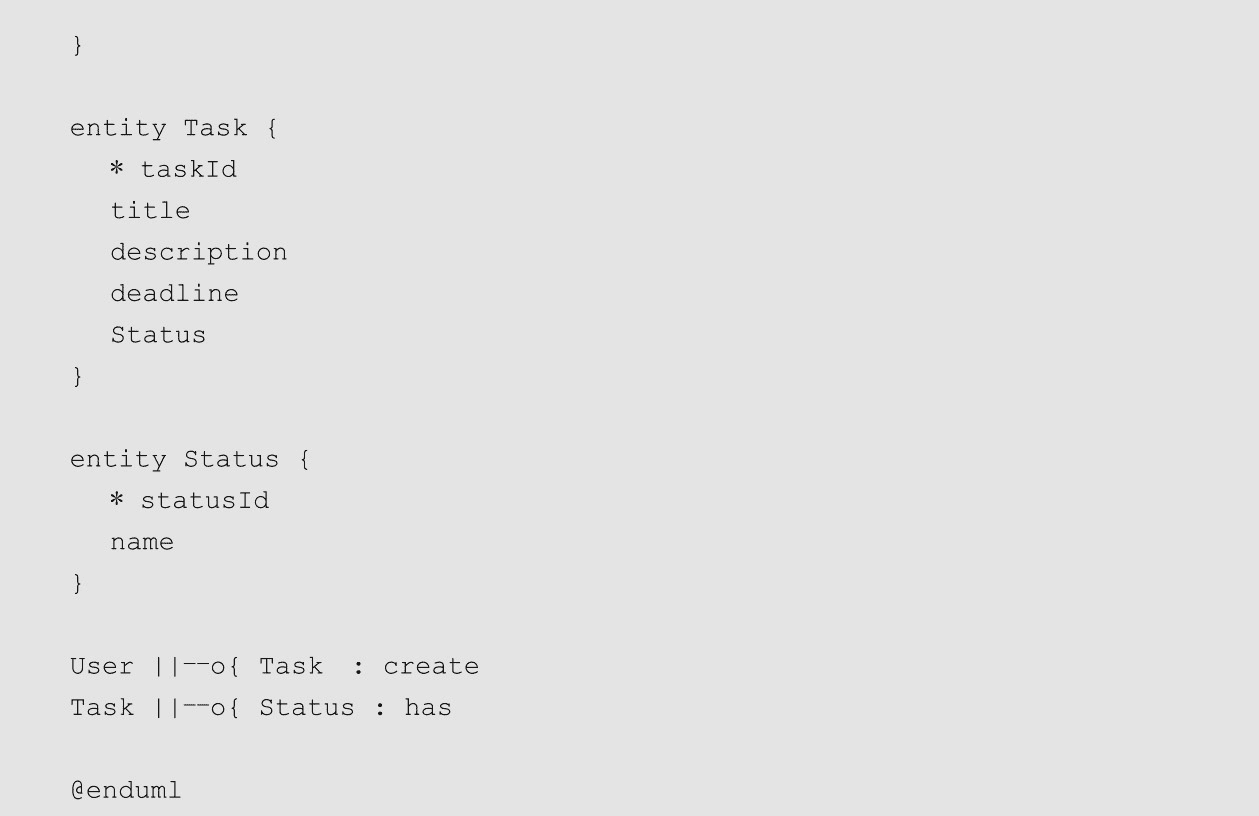 }
entity Task {
* taskId
title
description
deadline
Status
}
entity Status {
* statusId
name
}
User ||--o{ Task : create
Task ||--o{ Status : has
@enduml